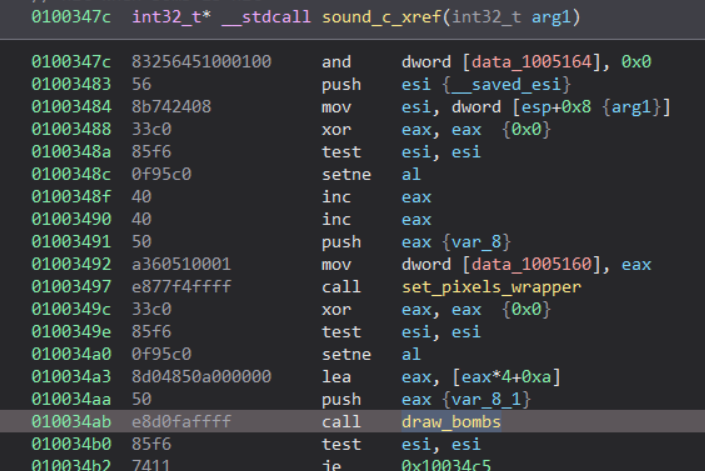 0100347c int32_t* __stdcall sound_c_xref(int32_t arg1)
0100347c 83256451000100 and dword [data_1005164], 0x0
01003483 56 push esi {__saved_esi}
01003484 8b742408 mov esi, dword [esp+0x8 {arg1}]
01003488 33c0 xor eax, eax {0x0}
0100348a 85f6 test esi, esi
0100348c 0f95c0 setne al
0100348f 40 inc eax
01003490 40 inc eax
01003491 50 push eax {var_8}
01003492 a360510001 mov dword [data_1005160], eax
01003497 e877f4ffff call set_pixels_wrapper
0100349c 33c0 xor eax, eax {0x0}
0100349e 85f6 test esi, esi
010034a0 0f95c0 setne al
010034a3 8d04850a000000 lea eax, [eax*4+0xa]
010034aa 50 push eax {var_8_1}
010034ab e8d0faffff call draw_bombs
010034b0 85f6 test esi, esi
010034b2 7411 je 0x10034c5